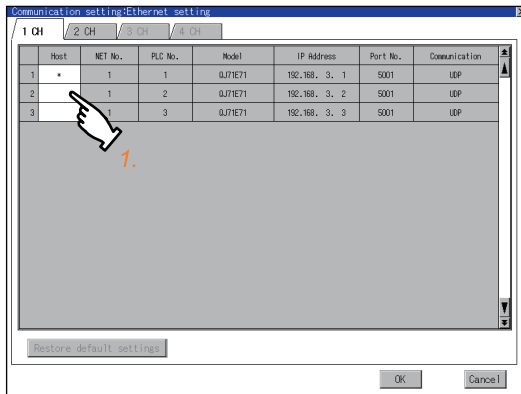 Communication setting:Ethernet setting
1 CH 2 CH 3 CH 4 CH
Host NET No. PLC No. Model IP Address Port No. Communication
1 * 1 1 QJ71E71 192.168. 3. 1 5001 UDP
2 1 2 QJ71E71 192.168. 3. 2 5001 UDP
3 1 3 QJ71E71 192.168. 3. 3 5001 UDP
1.
Restore default settings
OK Cancel